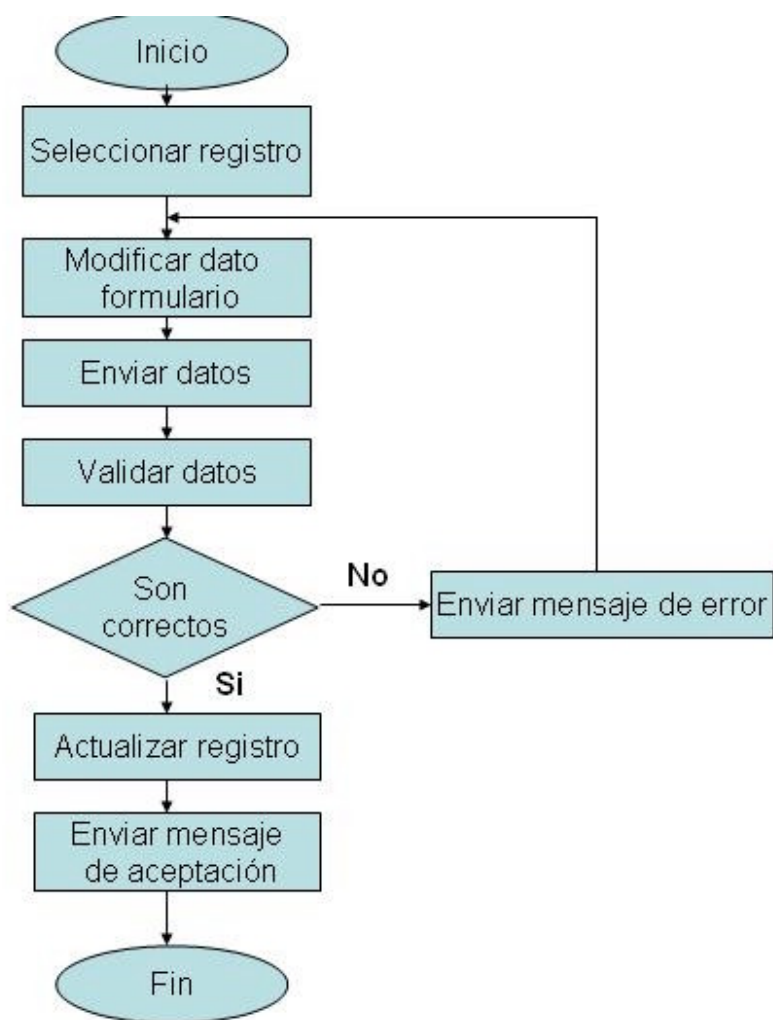 Inicio
Seleccionar registro
Modificar dato
formulario
Enviar datos
Validar datos
Son
correctos
No
Enviar mensaje de error
Si
Actualizar registro
Enviar mensaje
de aceptación
Fin